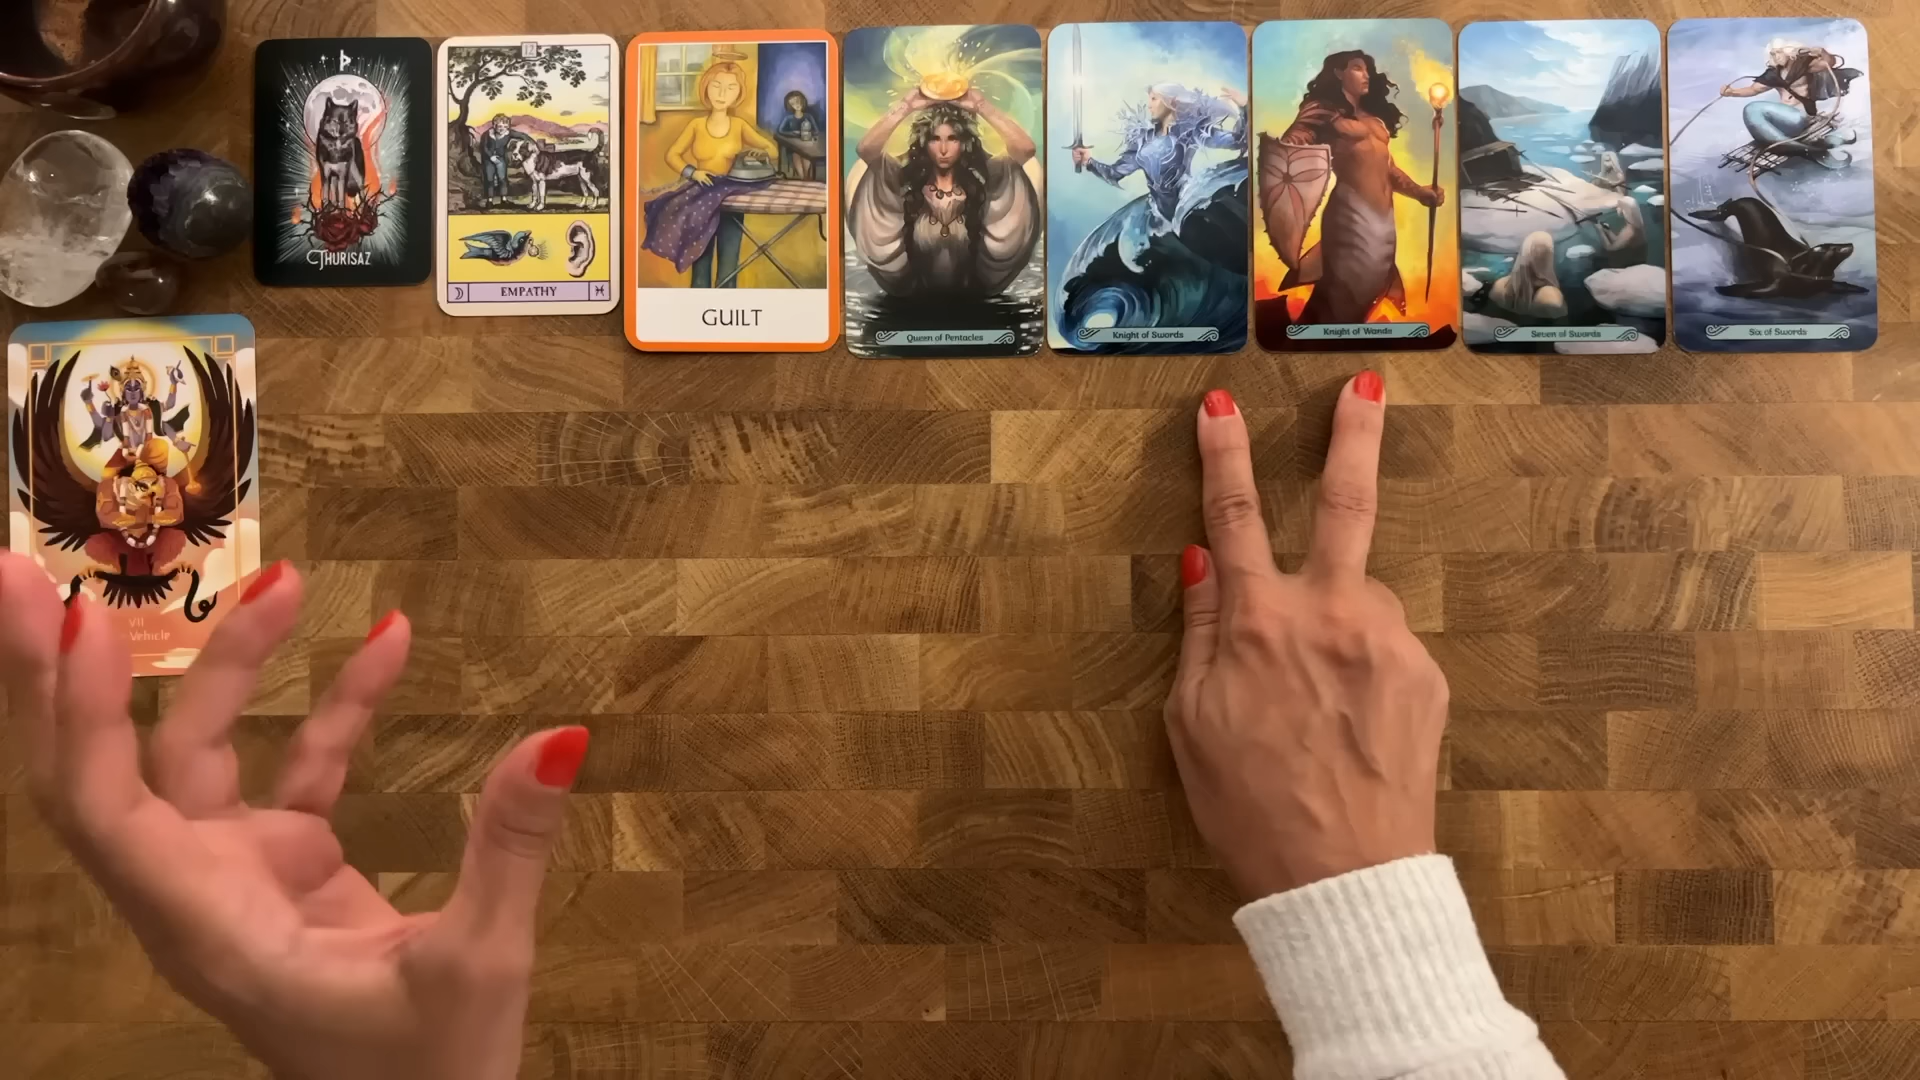 THURISAZ
12
EMPATHY
GUILT
Queen of Pentacles
Knight of Swords
Knight of Wands
Seven of Swords
Six of Swords
VII
Vehicle